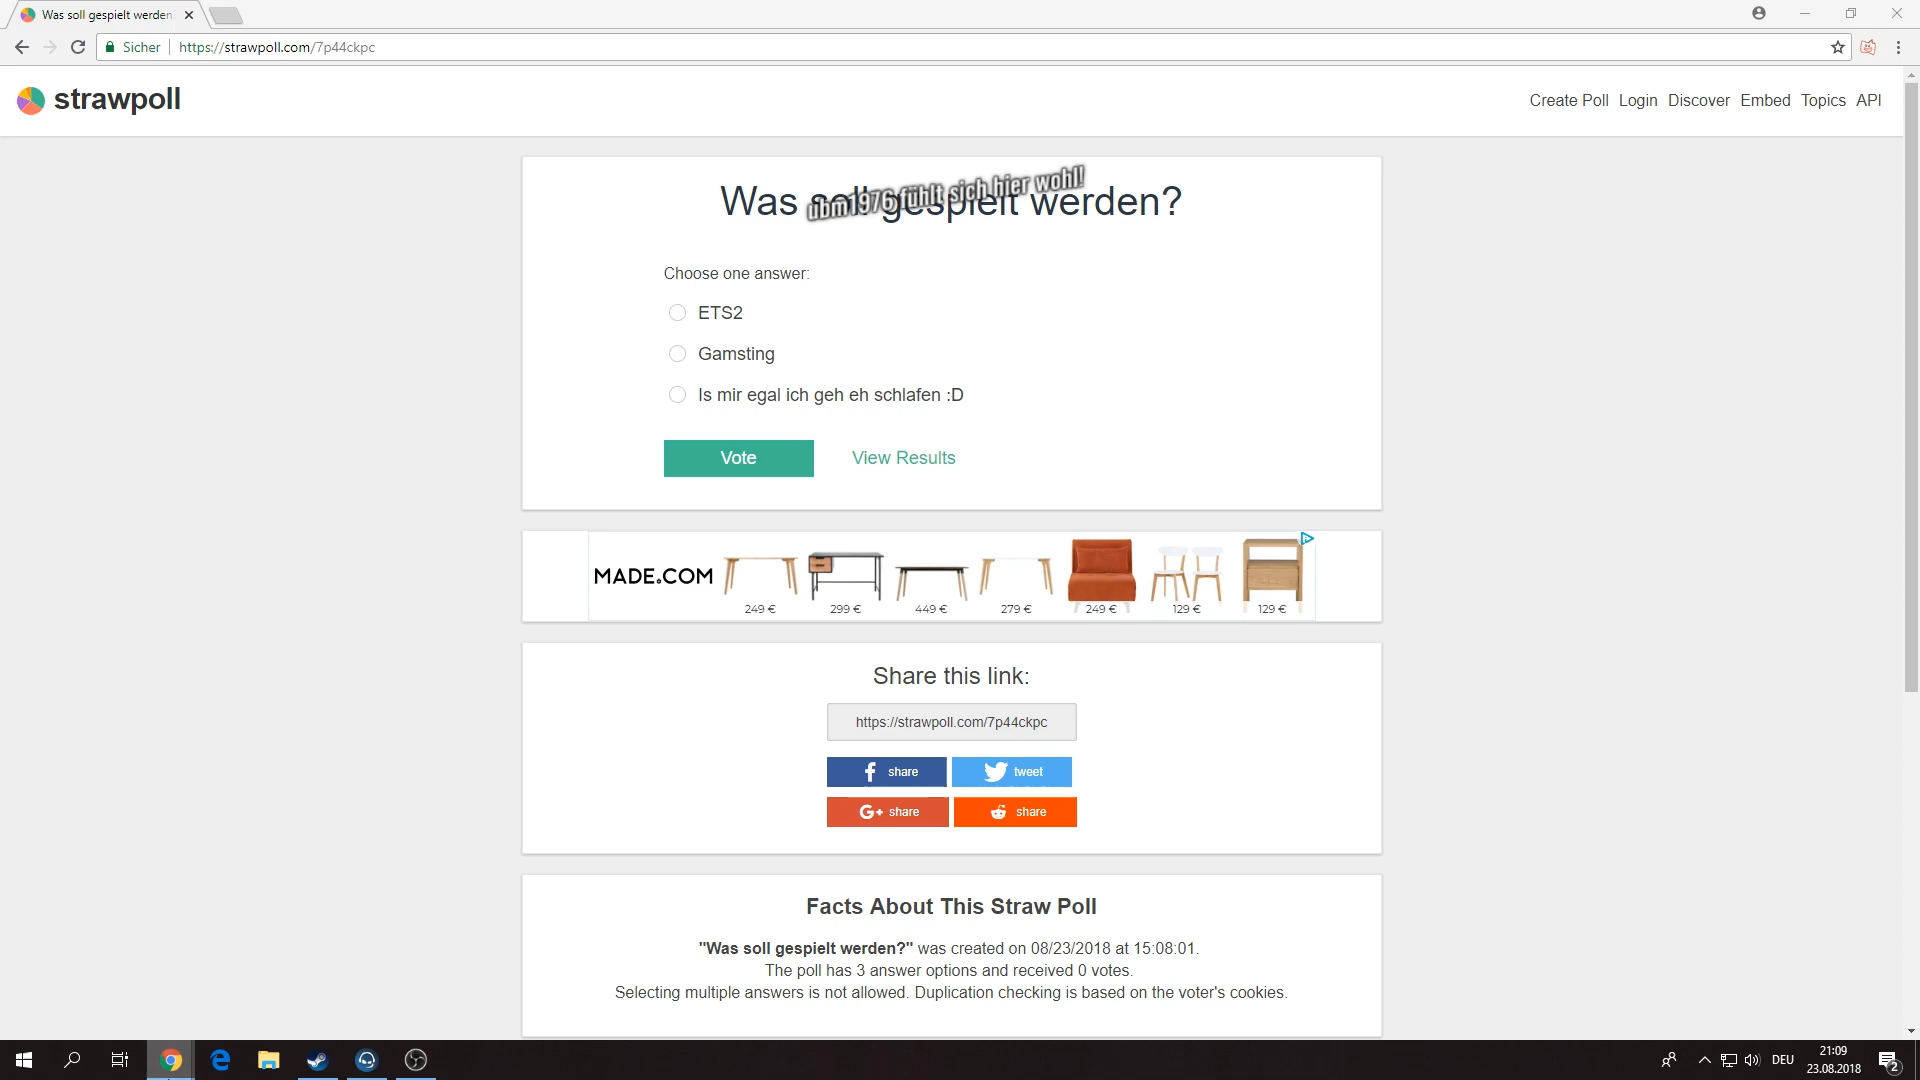 Was soll gespielt werden
Sicher
https://strawpoll.com/7p44ckpc
strawpoll
Create Poll Login Discover Embed Topics API
Was soll gespielt werden?
ubm1976 fühlt sich hier wohl!
Choose one answer:
ETS2
Gamsting
Is mir egal ich geh eh schlafen :D
Vote
View Results
MADE.COM
249 € 299 € 449 € 279 € 249 € 129 € 129 €
Share this link:
https://strawpoll.com/7p44ckpc
share
tweet
G+ share
share
Facts About This Straw Poll
"Was soll gespielt werden?" was created on 08/23/2018 at 15:08:01.
The poll has 3 answer options and received 0 votes.
Selecting multiple answers is not allowed. Duplication checking is based on the voter's cookies.
DEU
21:09
23.08.2018
2